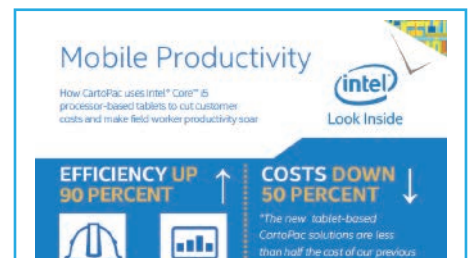 Mobile Productivity
How CartoPac uses Intel® Core™ i5
processor-based tablets to cut customer
costs and make field worker productivity soar
intel
Look Inside
EFFICIENCY UP
90 PERCENT
COSTS DOWN
50 PERCENT
"The new tablet-based
CartoPac solutions are less
than half the cost of our previous